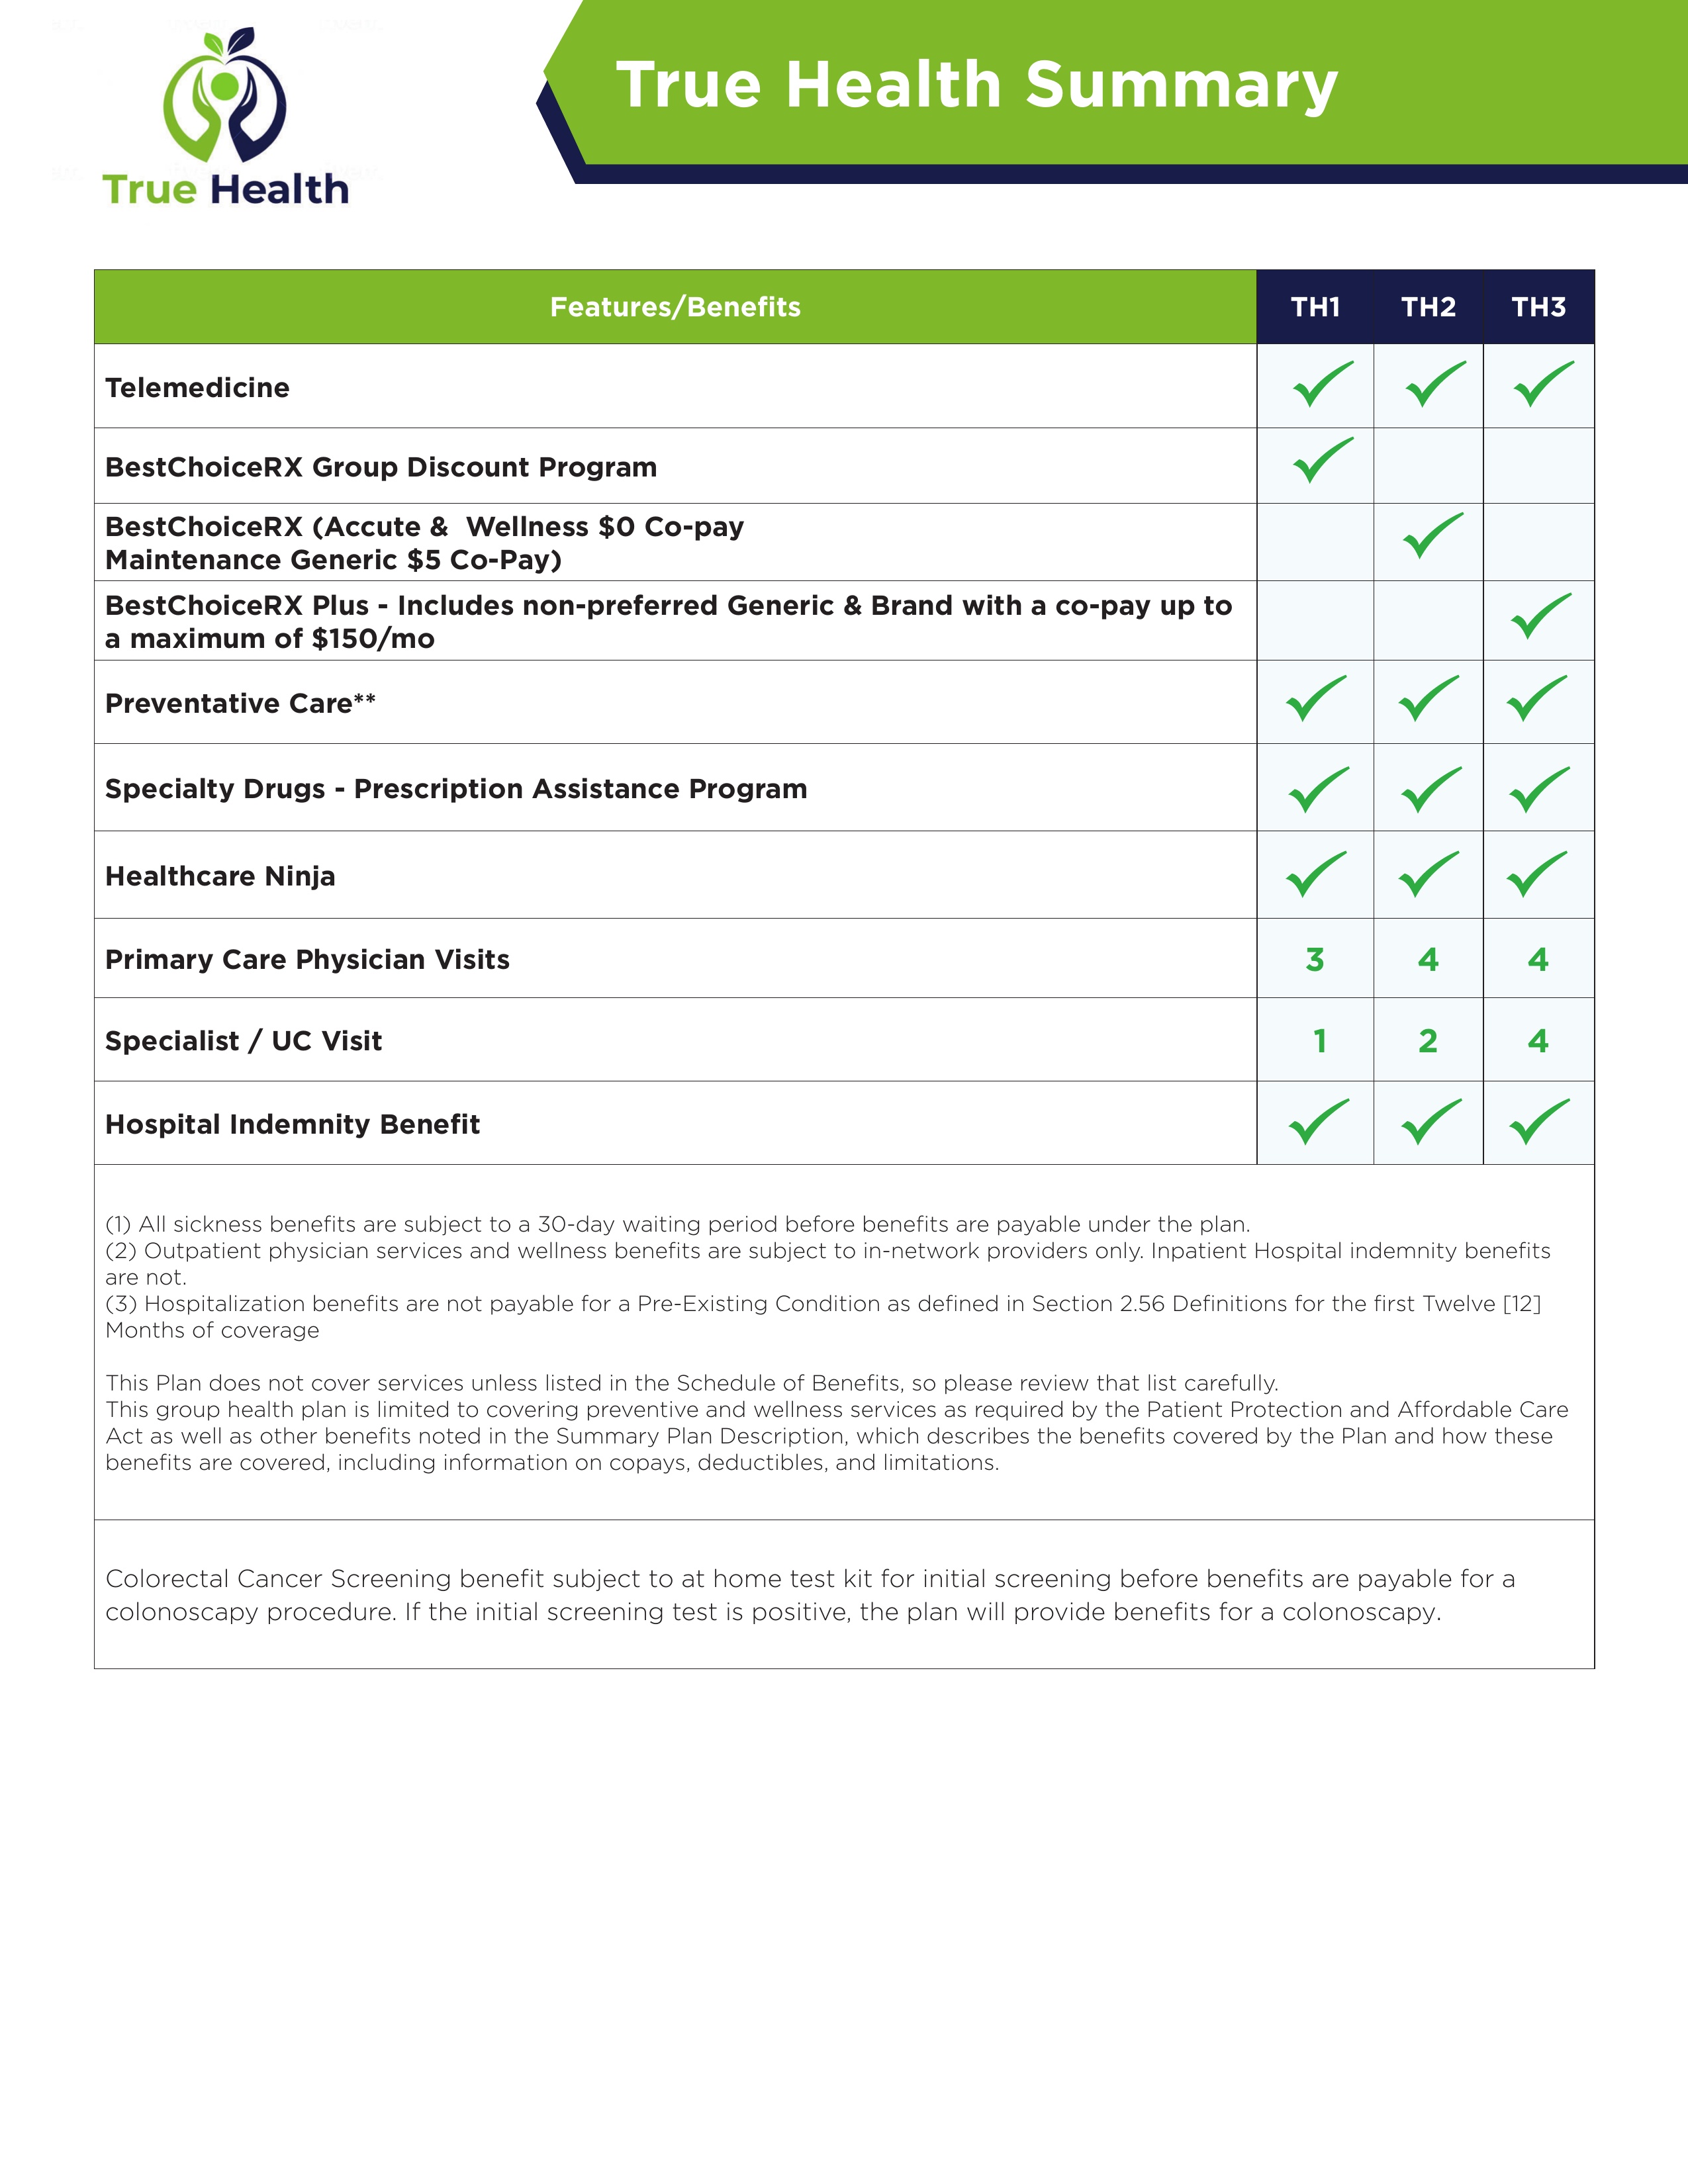 True Health
True Health Summary
Features/Benefits TH1 TH2 TH3
Telemedicine
BestChoiceRX Group Discount Program
BestChoiceRX (Accute &  Wellness $0 Co-pay
Maintenance Generic $5 Co-Pay)
BestChoiceRX Plus - Includes non-preferred Generic & Brand with a co-pay up to
a maximum of $150/mo
Preventative Care**
Specialty Drugs - Prescription Assistance Program
Healthcare Ninja
Primary Care Physician Visits 3 4 4
Specialist / UC Visit 1 2 4
Hospital Indemnity Benefit
(1) All sickness benefits are subject to a 30-day waiting period before benefits are payable under the plan.
(2) Outpatient physician services and wellness benefits are subject to in-network providers only. Inpatient Hospital indemnity benefits
are not.
(3) Hospitalization benefits are not payable for a Pre-Existing Condition as defined in Section 2.56 Definitions for the first Twelve [12]
Months of coverage
This Plan does not cover services unless listed in the Schedule of Benefits, so please review that list carefully.
This group health plan is limited to covering preventive and wellness services as required by the Patient Protection and Affordable Care
Act as well as other benefits noted in the Summary Plan Description, which describes the benefits covered by the Plan and how these
benefits are covered, including information on copays, deductibles, and limitations.
Colorectal Cancer Screening benefit subject to at home test kit for initial screening before benefits are payable for a
colonoscapy procedure. If the initial screening test is positive, the plan will provide benefits for a colonoscapy.